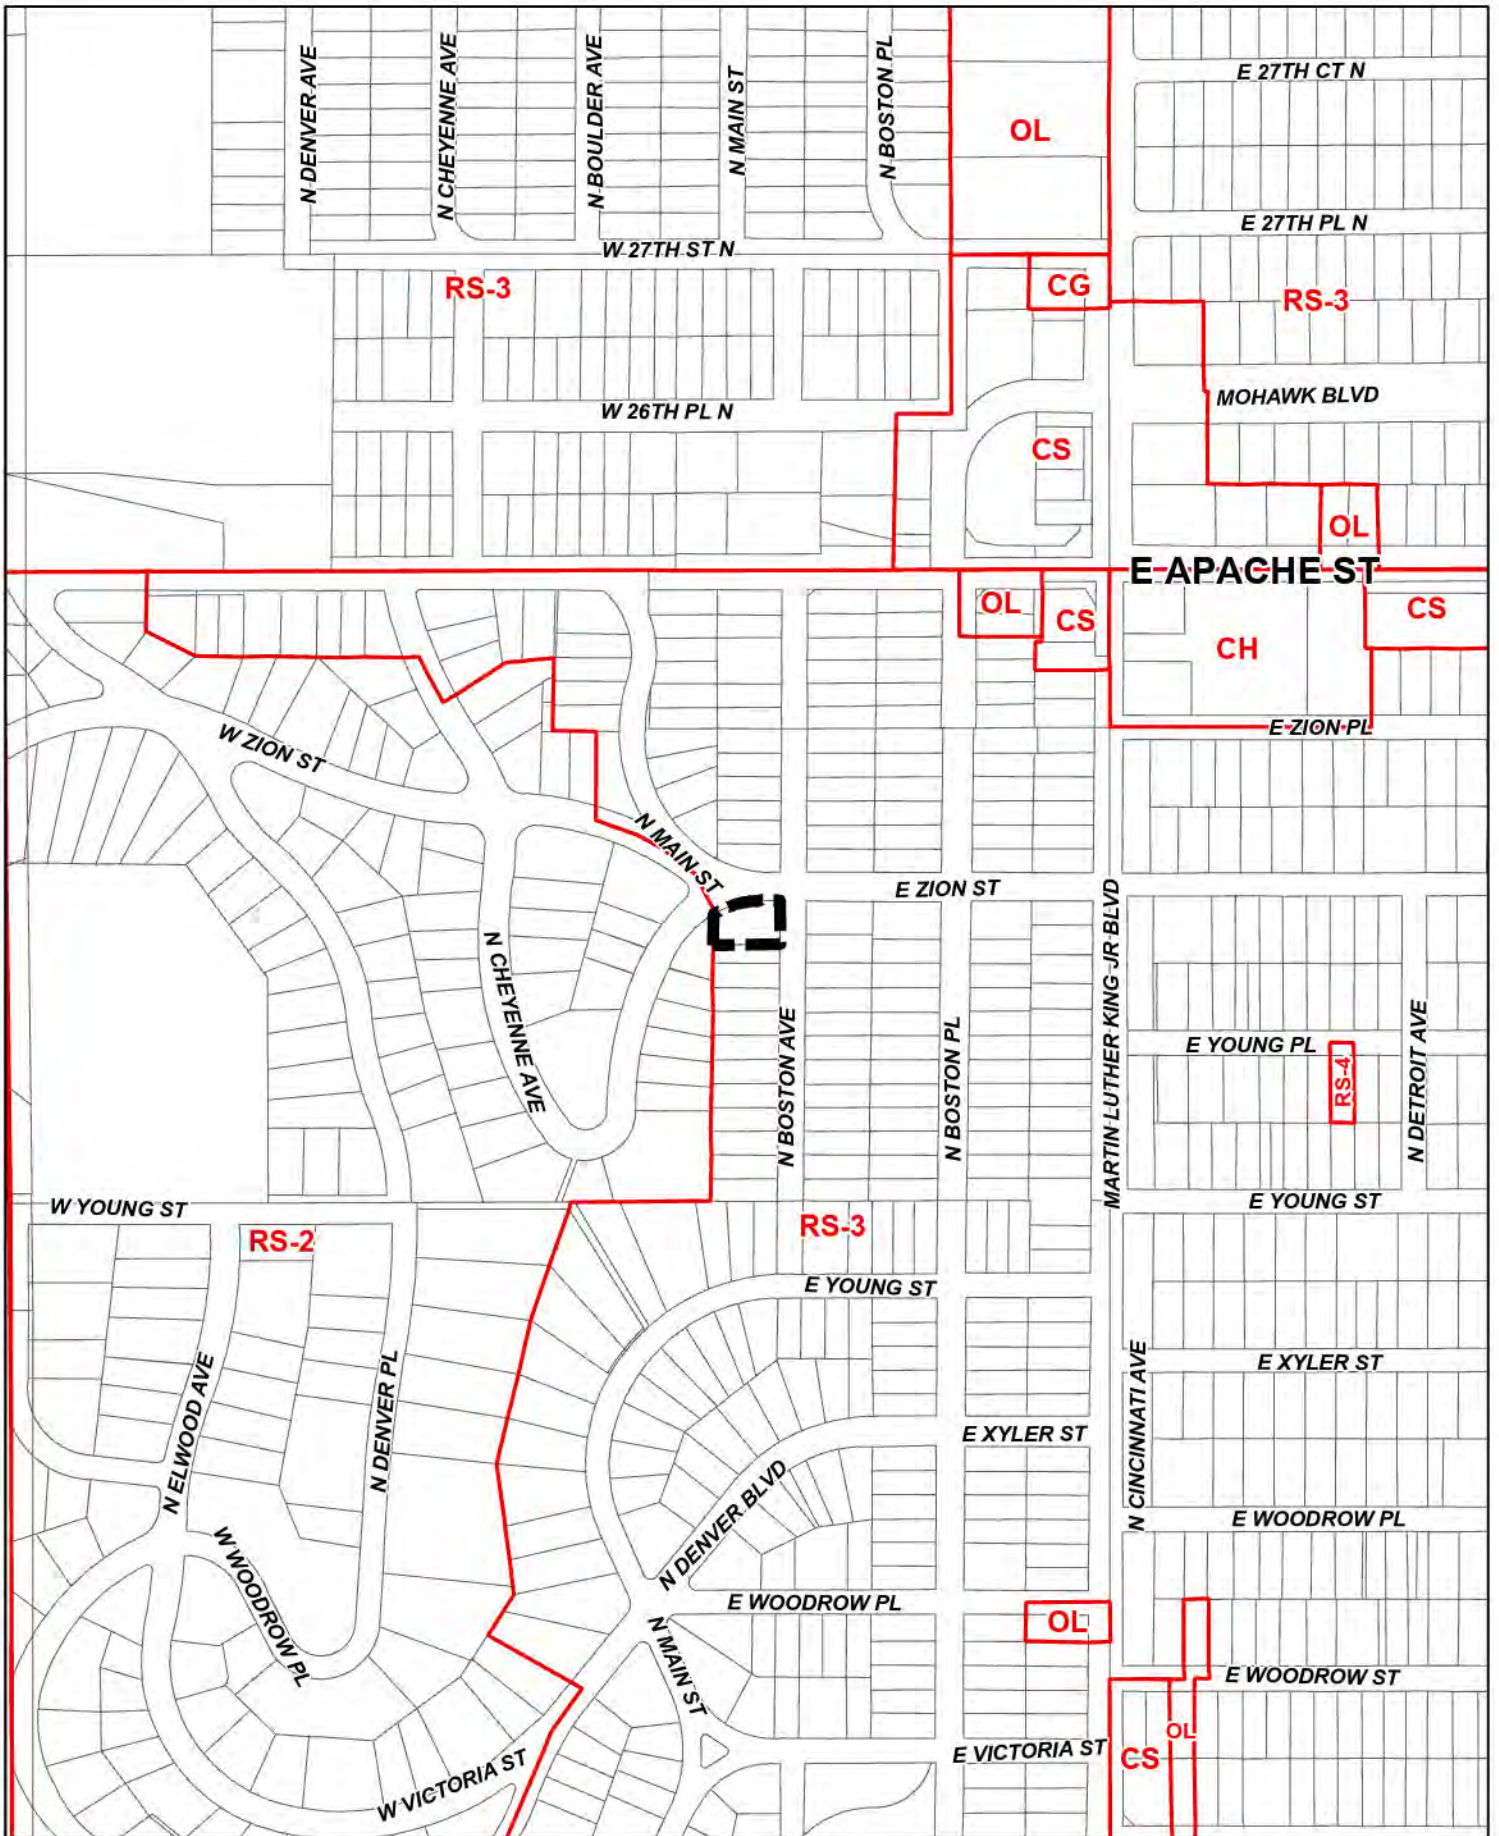 E 27TH CT N
N DENVER AVE
N CHEYENNE AVE
N BOULDER AVE
N MAIN ST
N BOSTON PL
OL
E 27TH PL N
W 27TH ST N
RS-3
CG
RS-3
MOHAWK BLVD
W 26TH PL N
CS
OL
E APACHE ST
OL
CS
CS
CH
E ZION PL
W ZION ST
N MAIN ST
E ZION ST
N CHEYENNE AVE
N BOSTON AVE
N BOSTON PL
MARTIN LUTHER KING JR BLVD
E YOUNG PL
RS-4
N DETROIT AVE
W YOUNG ST
E YOUNG ST
RS-2
RS-3
E YOUNG ST
N ELWOOD AVE
N DENVER PL
E XYLER ST
E XYLER ST
N CINCINNATI AVE
N DENVER BLVD
E WOODROW PL
W WOODROW PL
E WOODROW PL
OL
N MAIN ST
E WOODROW ST
OL
CS
E VICTORIA ST
W VICTORIA ST